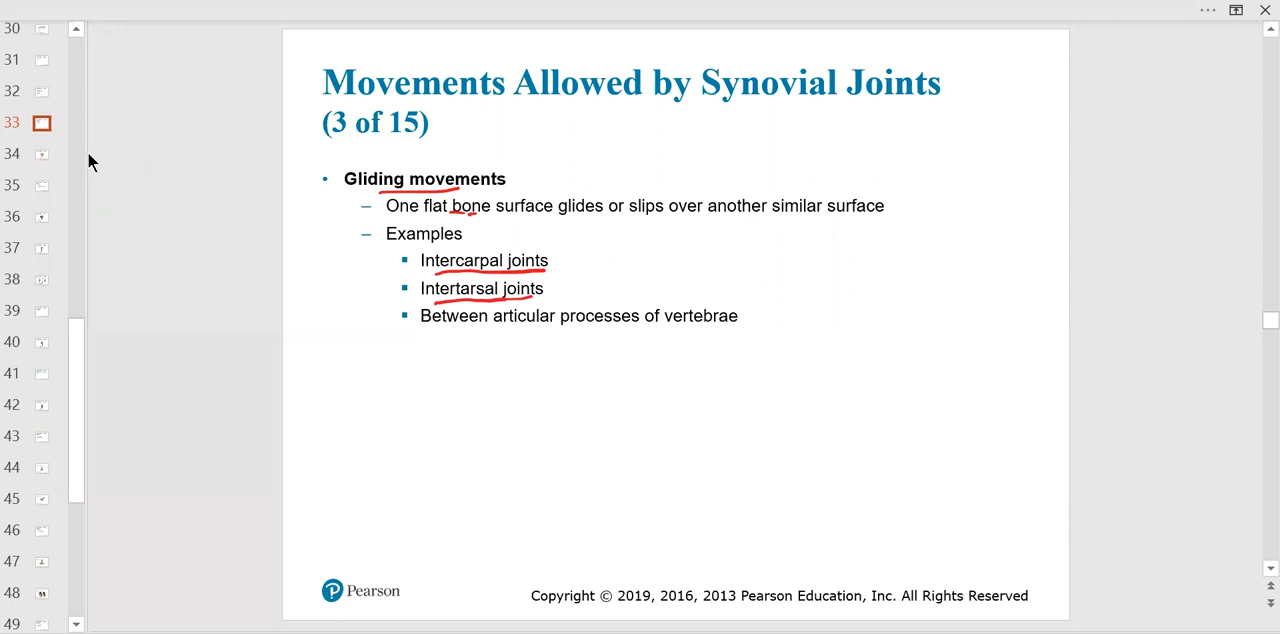 30
31
32
33
34
35
36
37
38
39
40
41
42
43
44
45
46
47
48
49
Movements Allowed by Synovial Joints
(3 of 15)
• Gliding movements
– One flat bone surface glides or slips over another similar surface
– Examples
▪ Intercarpal joints
▪ Intertarsal joints
▪ Between articular processes of vertebrae
P Pearson
Copyright © 2019, 2016, 2013 Pearson Education, Inc. All Rights Reserved